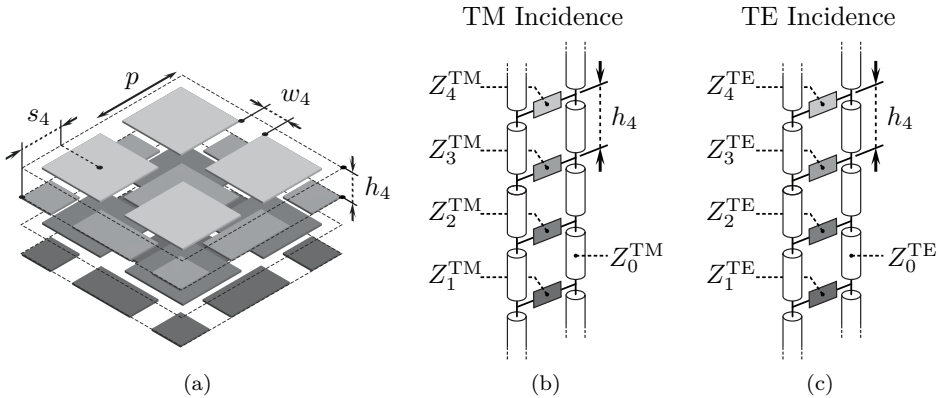 TM Incidence
TE Incidence
p
s₄
w₄
h₄
Z₄ᵀᴹ
Z₃ᵀᴹ
Z₂ᵀᴹ
Z₁ᵀᴹ
h₄
Z₀ᵀᴹ
Z₄ᵀᴱ
Z₃ᵀᴱ
Z₂ᵀᴱ
Z₁ᵀᴱ
h₄
Z₀ᵀᴱ
(a)
(b)
(c)